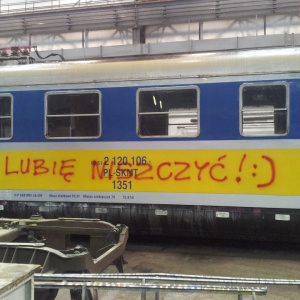 2 120 106
LUBIĘ NISZCZYĆ!:)
PL-SKMT
1351